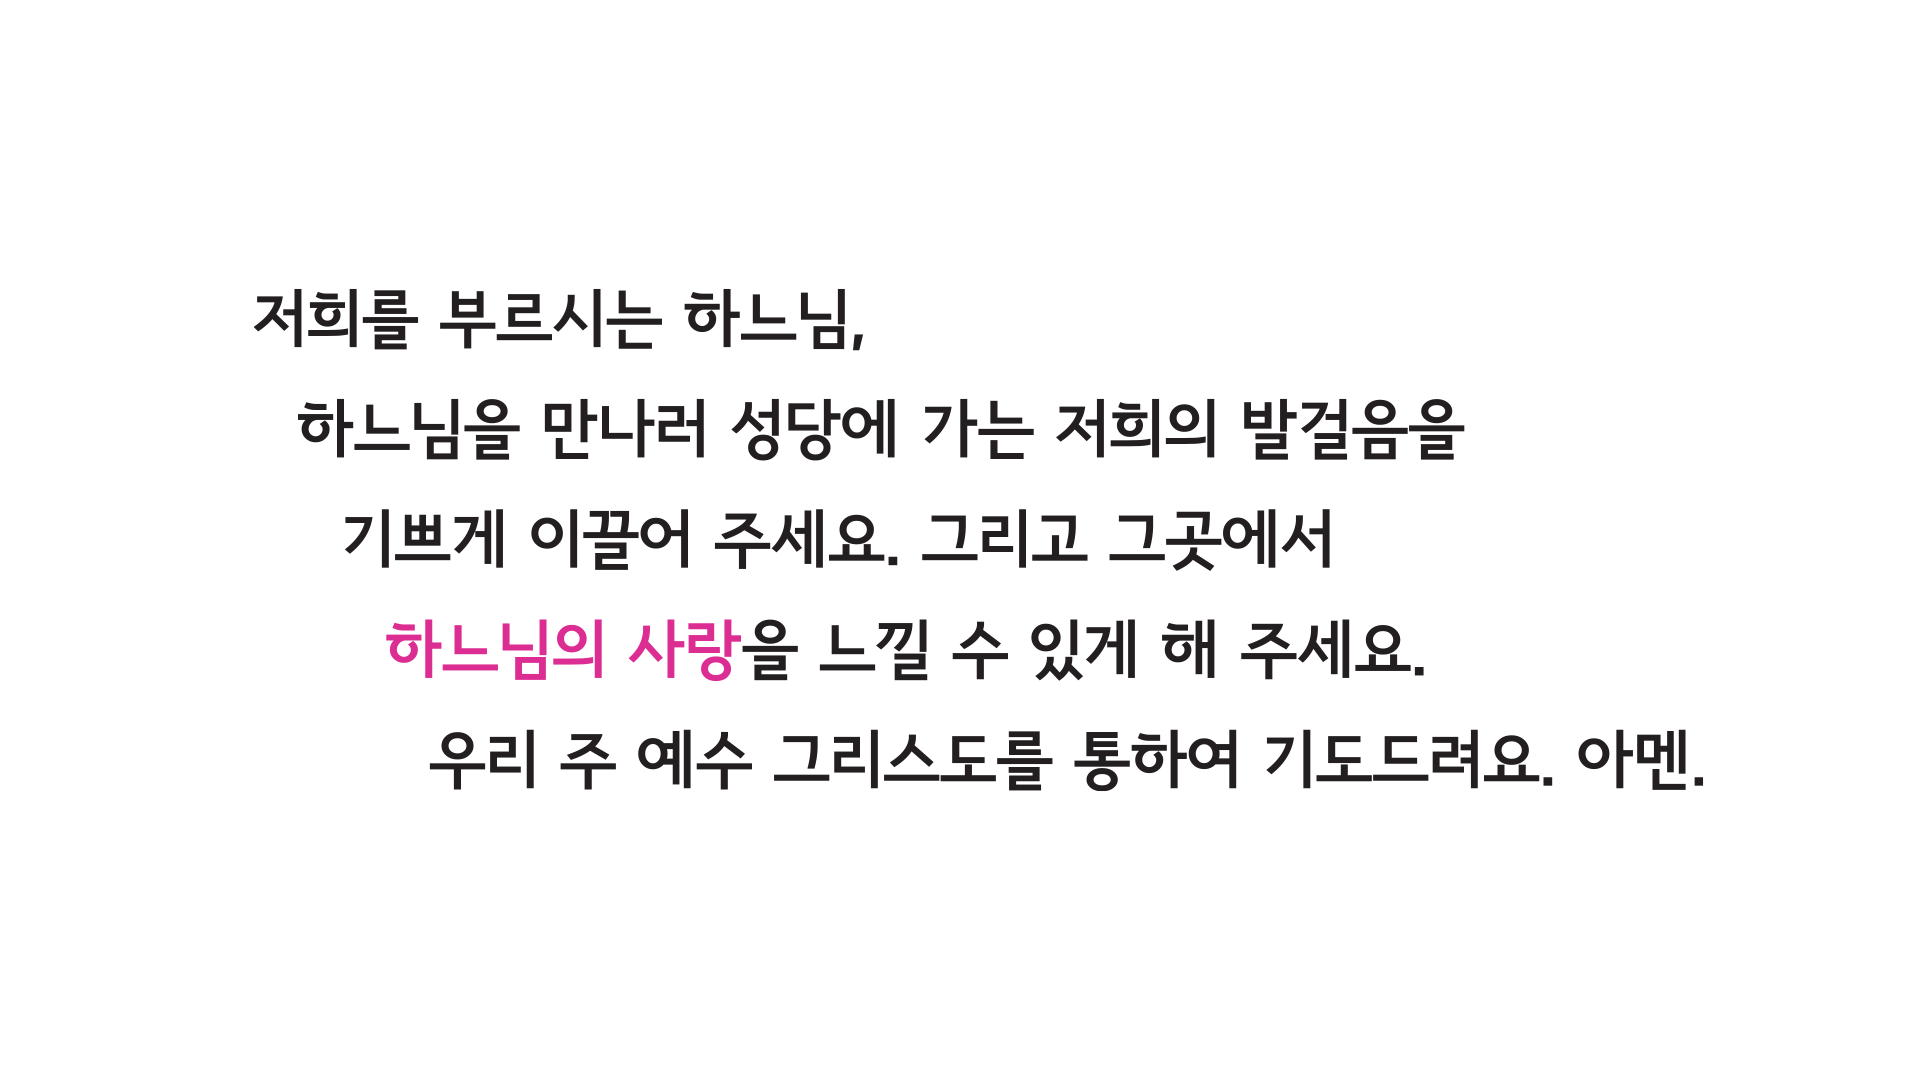 저희를 부르시는 하느님,
하느님을 만나러 성당에 가는 저희의 발걸음을
기쁘게 이끌어 주세요. 그리고 그곳에서
하느님의 사랑을 느낄 수 있게 해 주세요.
우리 주 예수 그리스도를 통하여 기도드려요. 아멘.